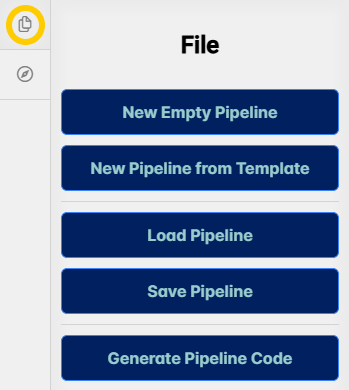 File
New Empty Pipeline
New Pipeline from Template
Load Pipeline
Save Pipeline
Generate Pipeline Code